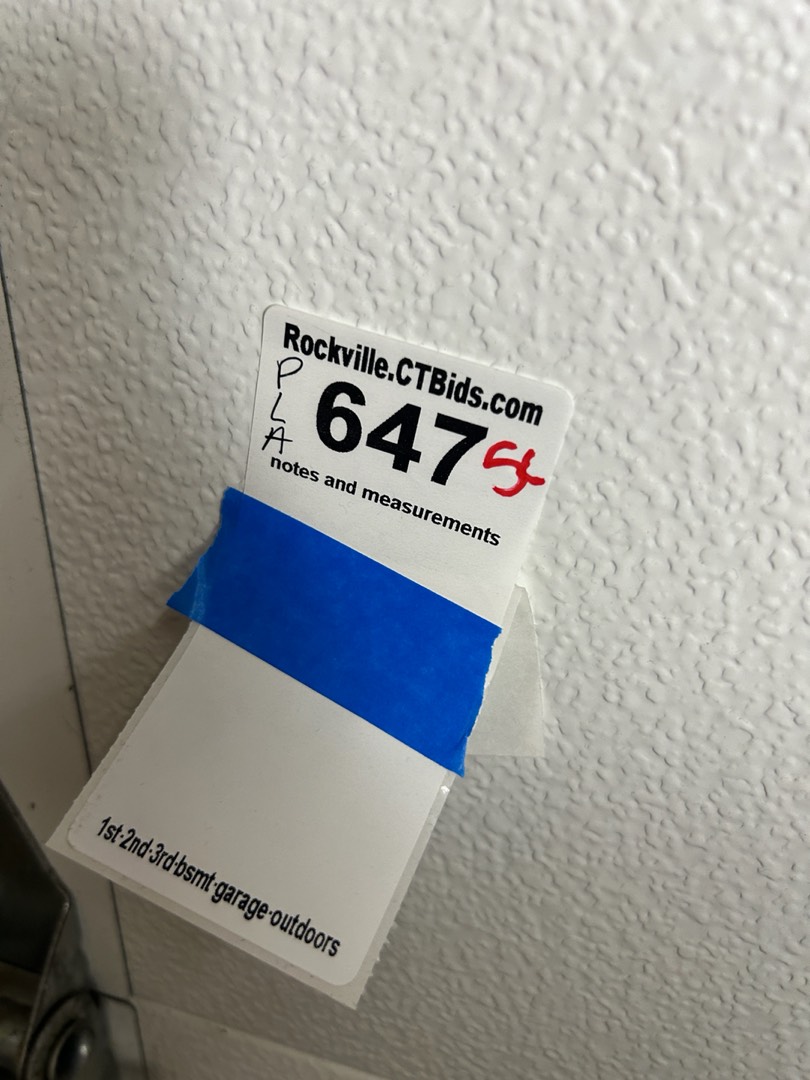 Rockville.CTBids.com
P
L
A
647
notes and measurements
1st·2nd·3rd·bsmt·garage·outdoors